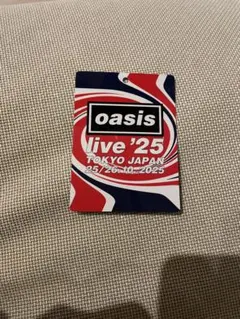 oasis
live '25
TOKYO JAPAN
25/26.10.2025